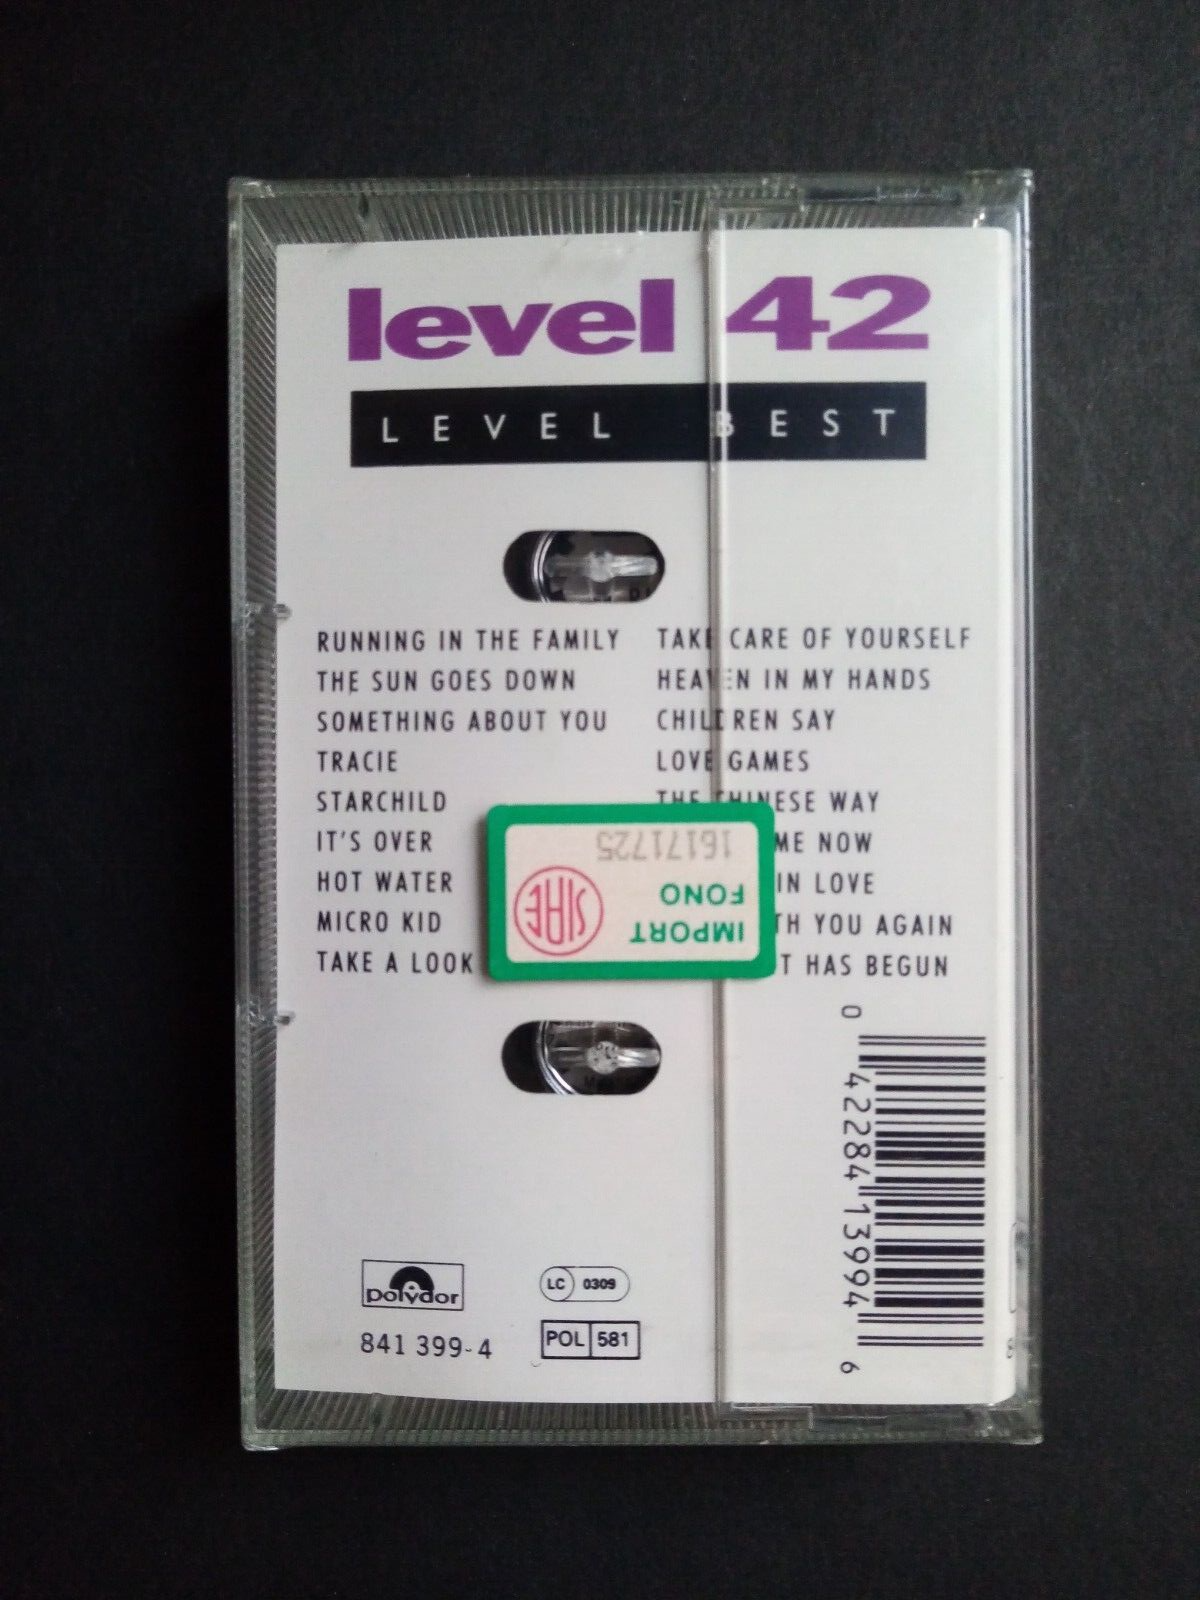 level 42
LEVEL BEST
RUNNING IN THE FAMILY
THE SUN GOES DOWN
SOMETHING ABOUT YOU
TRACIE
STARCHILD
IT'S OVER
HOT WATER
MICRO KID
TAKE A LOOK
TAKE CARE OF YOURSELF
HEAVEN IN MY HANDS
CHILDREN SAY
LOVE GAMES
THE CHINESE WAY
ME NOW
IN LOVE
YOU AGAIN
HAS BEGUN
IMPORT
FONO
SIAE
16171725
0 42284 13994 6
polydor
841 399-4
LC 0309
POL 581